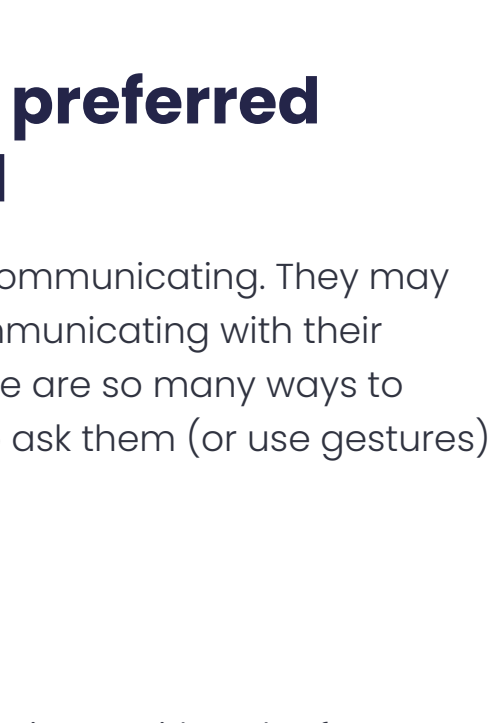 preferred
ommunicating. They may
nmunicating with their
e are so many ways to
ask them (or use gestures)